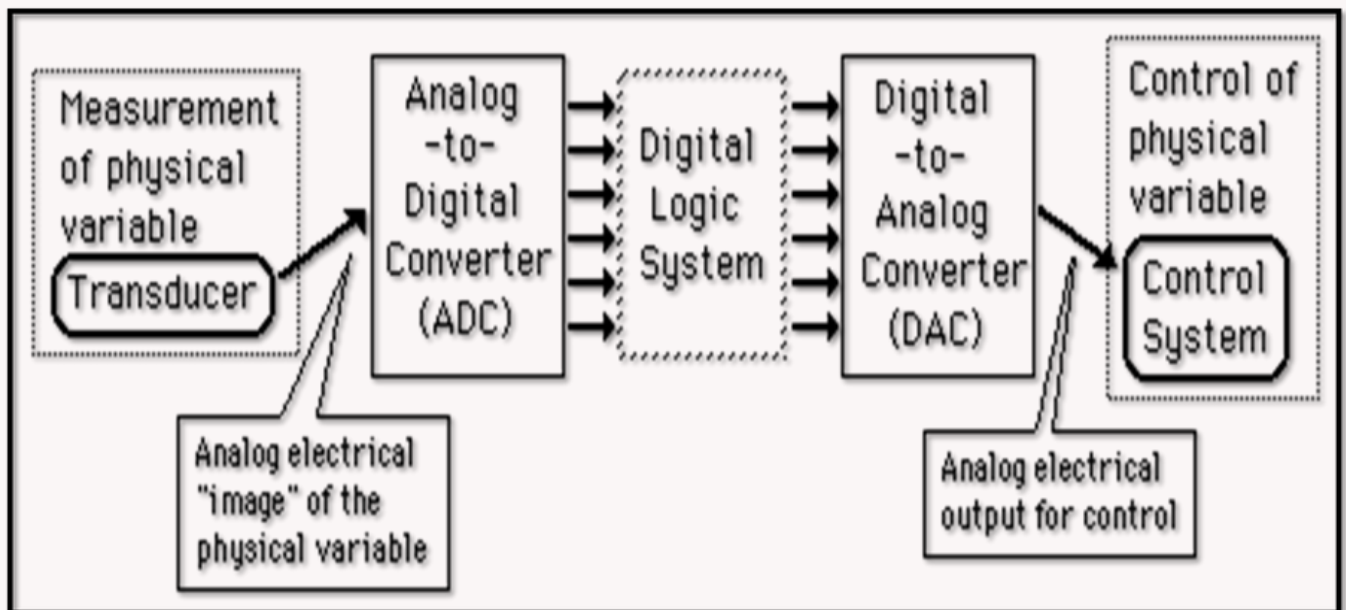 Measurement
of physical
variable
Transducer
Analog
-to-
Digital
Converter
(ADC)
Digital
Logic
System
Digital
-to-
Analog
Converter
(DAC)
Control of
physical
variable
Control
System
Analog electrical
"image" of the
physical variable
Analog electrical
output for control